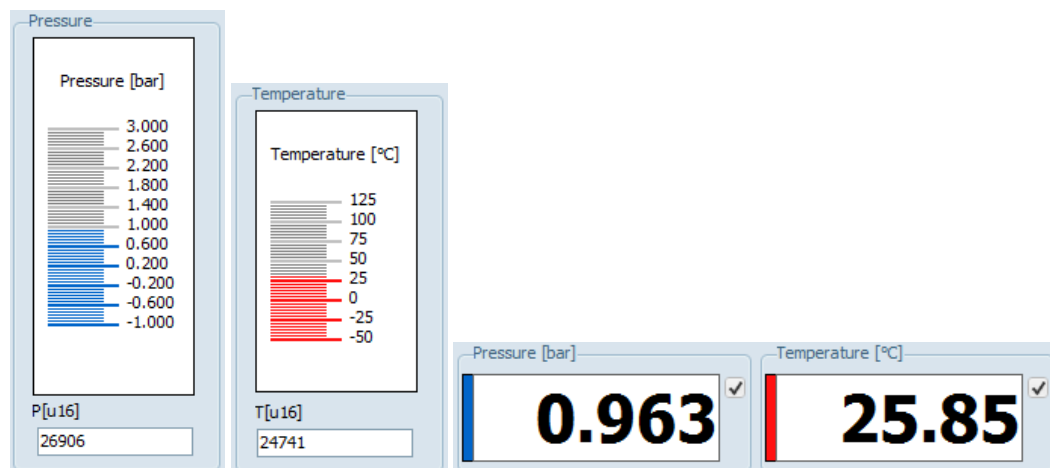 Pressure
Pressure [bar]
3.000
2.600
2.200
1.800
1.400
1.000
0.600
0.200
-0.200
-0.600
-1.000
P[u16]
26906
Temperature
Temperature [°C]
125
100
75
50
25
0
-25
-50
T[u16]
24741
Pressure [bar]
0.963
Temperature [°C]
25.85